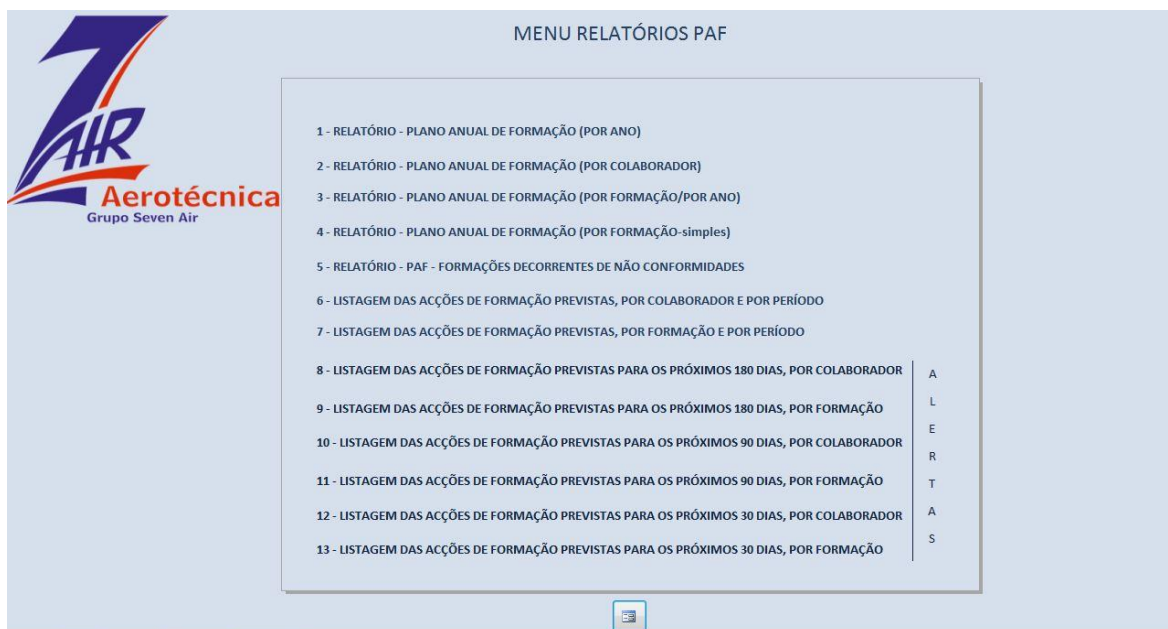 MENU RELATÓRIOS PAF
7
AIR
Aerotécnica
Grupo Seven Air
1 - RELATÓRIO - PLANO ANUAL DE FORMAÇÃO (POR ANO)
2 - RELATÓRIO - PLANO ANUAL DE FORMAÇÃO (POR COLABORADOR)
3 - RELATÓRIO - PLANO ANUAL DE FORMAÇÃO (POR FORMAÇÃO/POR ANO)
4 - RELATÓRIO - PLANO ANUAL DE FORMAÇÃO (POR FORMAÇÃO-simples)
5 - RELATÓRIO - PAF - FORMAÇÕES DECORRENTES DE NÃO CONFORMIDADES
6 - LISTAGEM DAS ACÇÕES DE FORMAÇÃO PREVISTAS, POR COLABORADOR E POR PERÍODO
7 - LISTAGEM DAS ACÇÕES DE FORMAÇÃO PREVISTAS, POR FORMAÇÃO E POR PERÍODO
8 - LISTAGEM DAS ACÇÕES DE FORMAÇÃO PREVISTAS PARA OS PRÓXIMOS 180 DIAS, POR COLABORADOR
9 - LISTAGEM DAS ACÇÕES DE FORMAÇÃO PREVISTAS PARA OS PRÓXIMOS 180 DIAS, POR FORMAÇÃO
10 - LISTAGEM DAS ACÇÕES DE FORMAÇÃO PREVISTAS PARA OS PRÓXIMOS 90 DIAS, POR COLABORADOR
11 - LISTAGEM DAS ACÇÕES DE FORMAÇÃO PREVISTAS PARA OS PRÓXIMOS 90 DIAS, POR FORMAÇÃO
12 - LISTAGEM DAS ACÇÕES DE FORMAÇÃO PREVISTAS PARA OS PRÓXIMOS 30 DIAS, POR COLABORADOR
13 - LISTAGEM DAS ACÇÕES DE FORMAÇÃO PREVISTAS PARA OS PRÓXIMOS 30 DIAS, POR FORMAÇÃO
ALERTAS